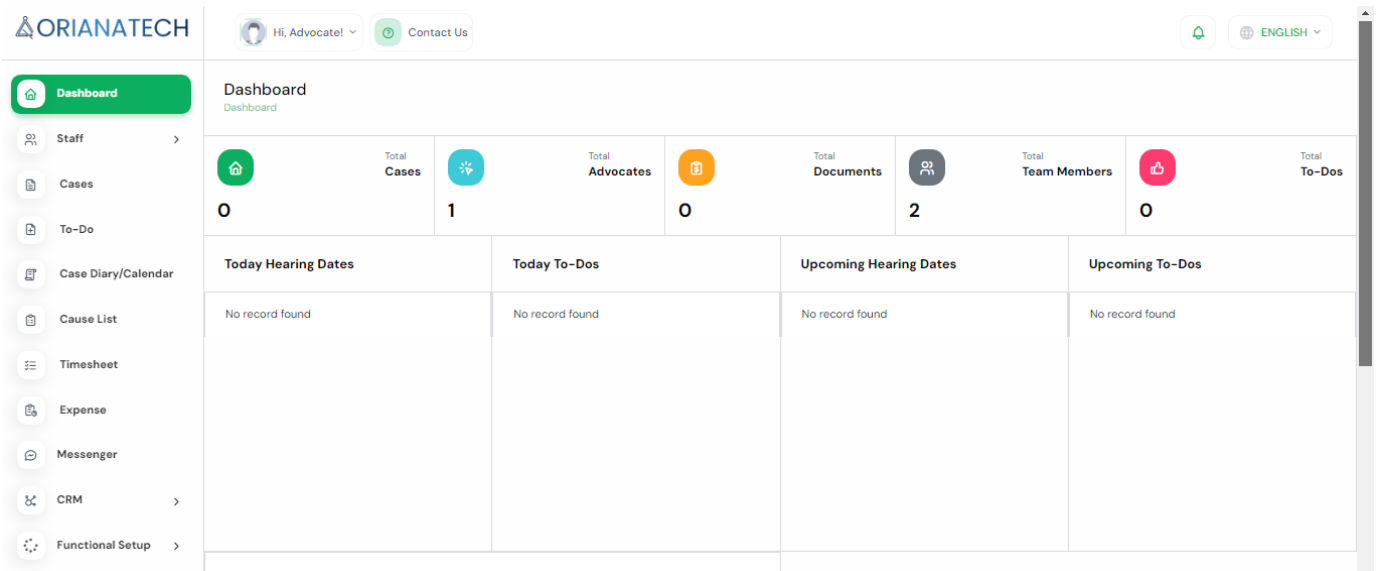 ORIANATECH
Hi, Advocate!
Contact Us
ENGLISH
Dashboard
Staff
Cases
To-Do
Case Diary/Calendar
Cause List
Timesheet
Expense
Messenger
CRM
Functional Setup
Dashboard
Dashboard
Total
Cases
0
Total
Advocates
1
Total
Documents
0
Total
Team Members
2
Total
To-Dos
0
Today Hearing Dates
No record found
Today To-Dos
No record found
Upcoming Hearing Dates
No record found
Upcoming To-Dos
No record found